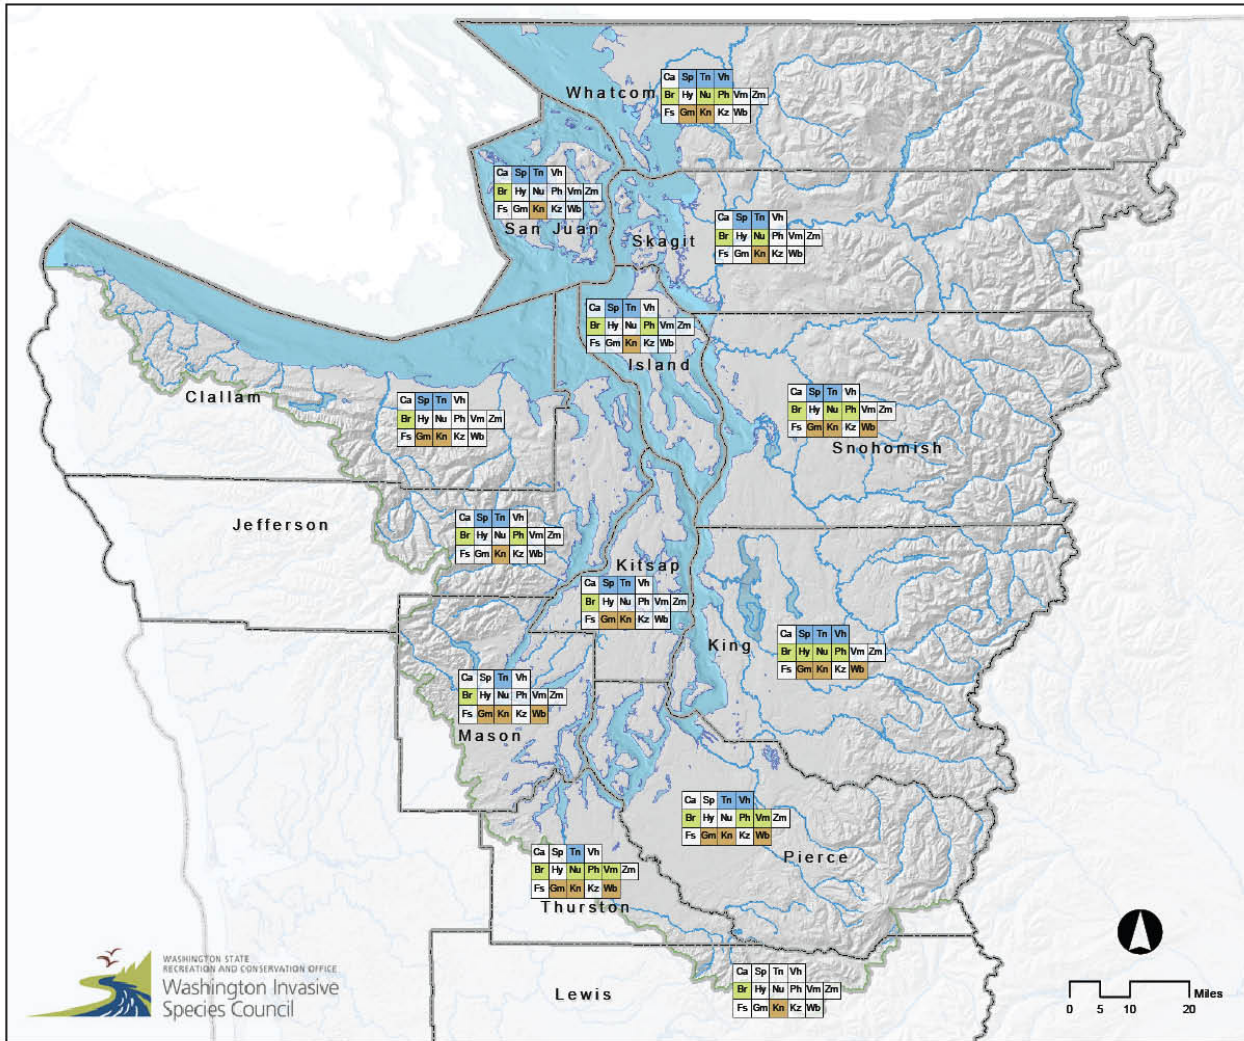 Whatcom
Ca Sp Tn Vh
Br Hy Nu Ph Vm Zm
Fs Gm Kn Kz Wb
Ca Sp Tn Vh
Br Hy Nu Ph Vm Zm
Fs Gm Kn Kz Wb
San Juan
Skagit
Ca Sp Tn Vh
Br Hy Nu Ph Vm Zm
Fs Gm Kn Kz Wb
Ca Sp Tn Vh
Br Hy Nu Ph Vm Zm
Fs Gm Kn Kz Wb
Island
Clallam
Ca Sp Tn Vh
Br Hy Nu Ph Vm Zm
Fs Gm Kn Kz Wb
Ca Sp Tn Vh
Br Hy Nu Ph Vm Zm
Fs Gm Kn Kz Wb
Snohomish
Jefferson
Ca Sp Tn Vh
Br Hy Nu Ph Vm Zm
Fs Gm Kn Kz Wb
Kitsap
Ca Sp Tn Vh
Br Hy Nu Ph Vm Zm
Fs Gm Kn Kz Wb
King
Ca Sp Tn Vh
Br Hy Nu Ph Vm Zm
Fs Gm Kn Kz Wb
Ca Sp Tn Vh
Br Hy Nu Ph Vm Zm
Fs Gm Kn Kz Wb
Mason
Ca Sp Tn Vh
Br Hy Nu Ph Vm Zm
Fs Gm Kn Kz Wb
Pierce
Ca Sp Tn Vh
Br Hy Nu Ph Vm Zm
Fs Gm Kn Kz Wb
Thurston
Ca Sp Tn Vh
Br Hy Nu Ph Vm Zm
Fs Gm Kn Kz Wb
Lewis
WASHINGTON STATE
RECREATION AND CONSERVATION OFFICE
Washington Invasive
Species Council
Miles
0 5 10 20